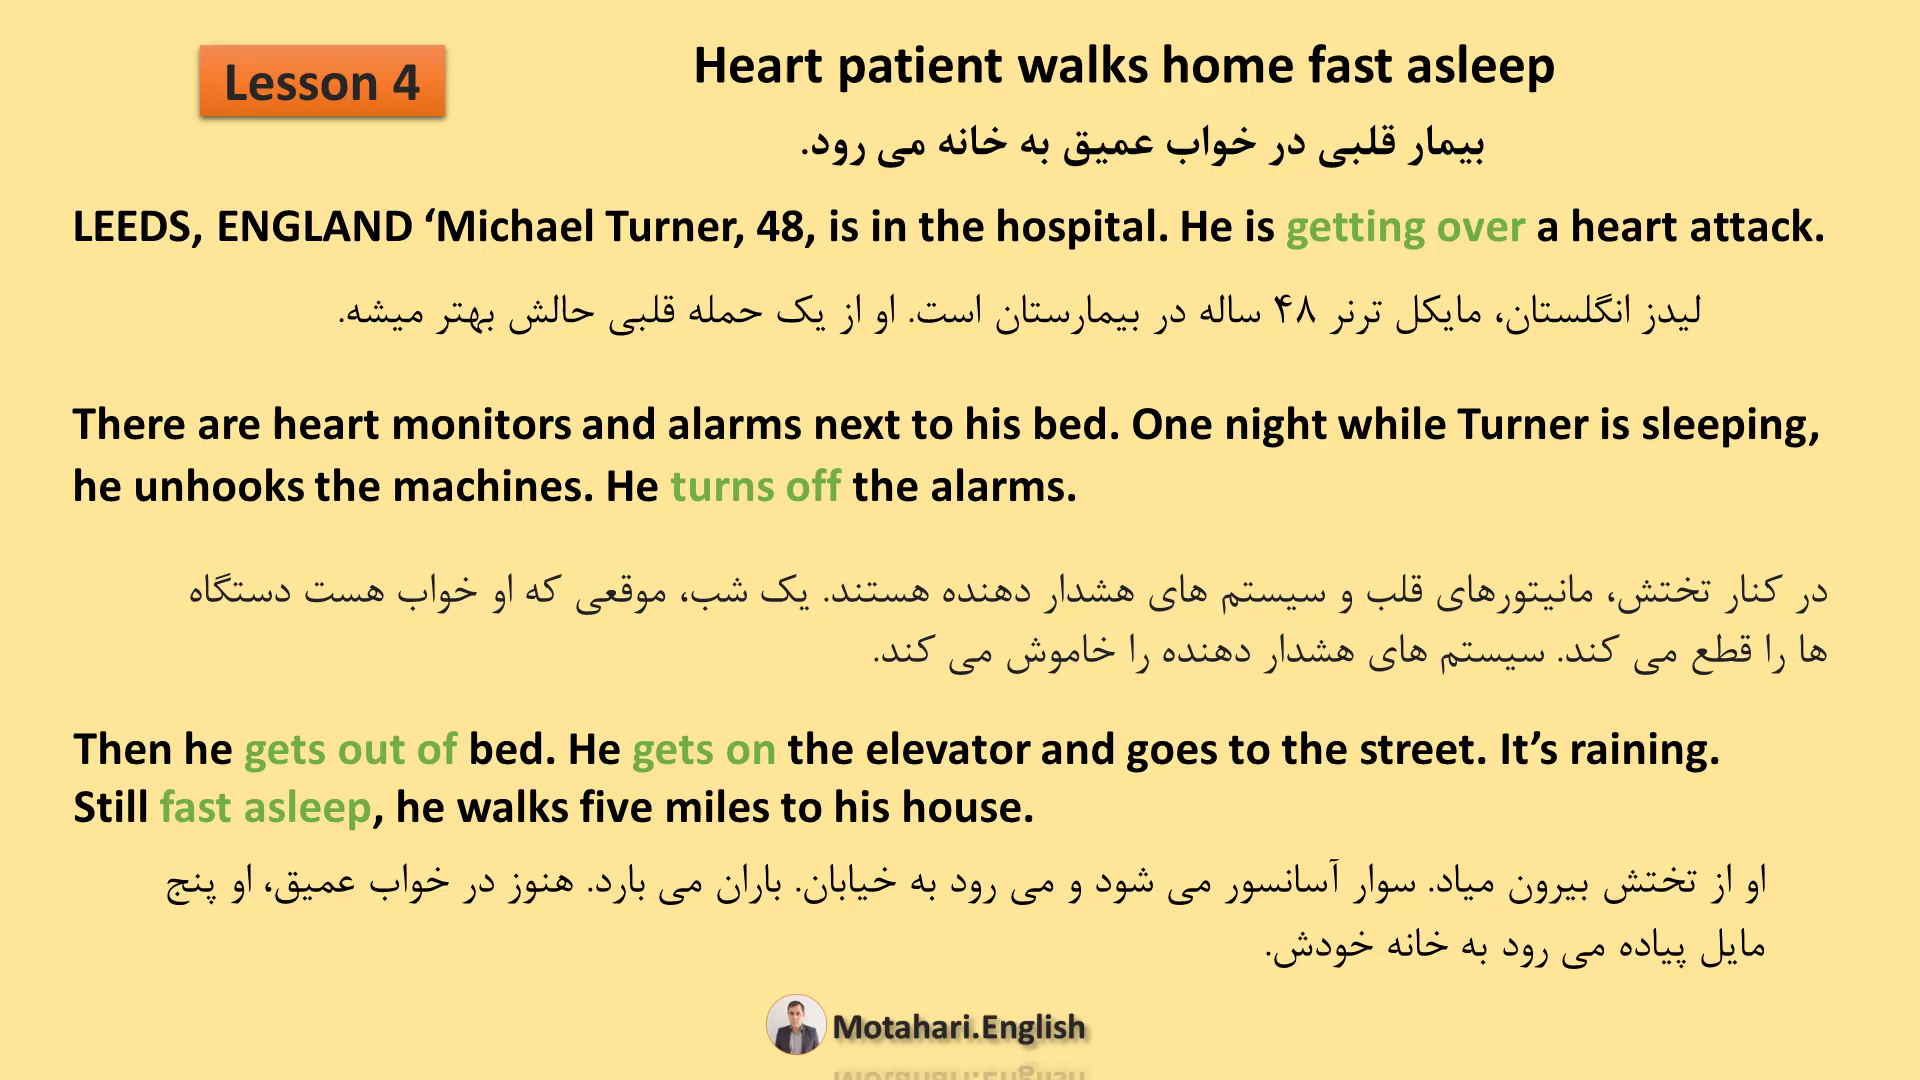 Lesson 4
Heart patient walks home fast asleep
بیمار قلبی در خواب عمیق به خانه می رود.
LEEDS, ENGLAND ‘Michael Turner, 48, is in the hospital. He is getting over a heart attack.
لیدز انگلستان، مایکل ترنر ۴۸ ساله در بیمارستان است. او از یک حمله قلبی حالش بهتر میشه.
There are heart monitors and alarms next to his bed. One night while Turner is sleeping,
he unhooks the machines. He turns off the alarms.
در کنار تختش، مانیتورهای قلب و سیستم های هشدار دهنده هستند. یک شب، موقعی که او خواب هست دستگاه
ها را قطع می کند. سیستم های هشدار دهنده را خاموش می کند.
Then he gets out of bed. He gets on the elevator and goes to the street. It’s raining.
Still fast asleep, he walks five miles to his house.
او از تختش بیرون میاد. سوار آسانسور می شود و می رود به خیابان. باران می بارد. هنوز در خواب عمیق، او پنج
مایل پیاده می رود به خانه خودش.
Motahari.English